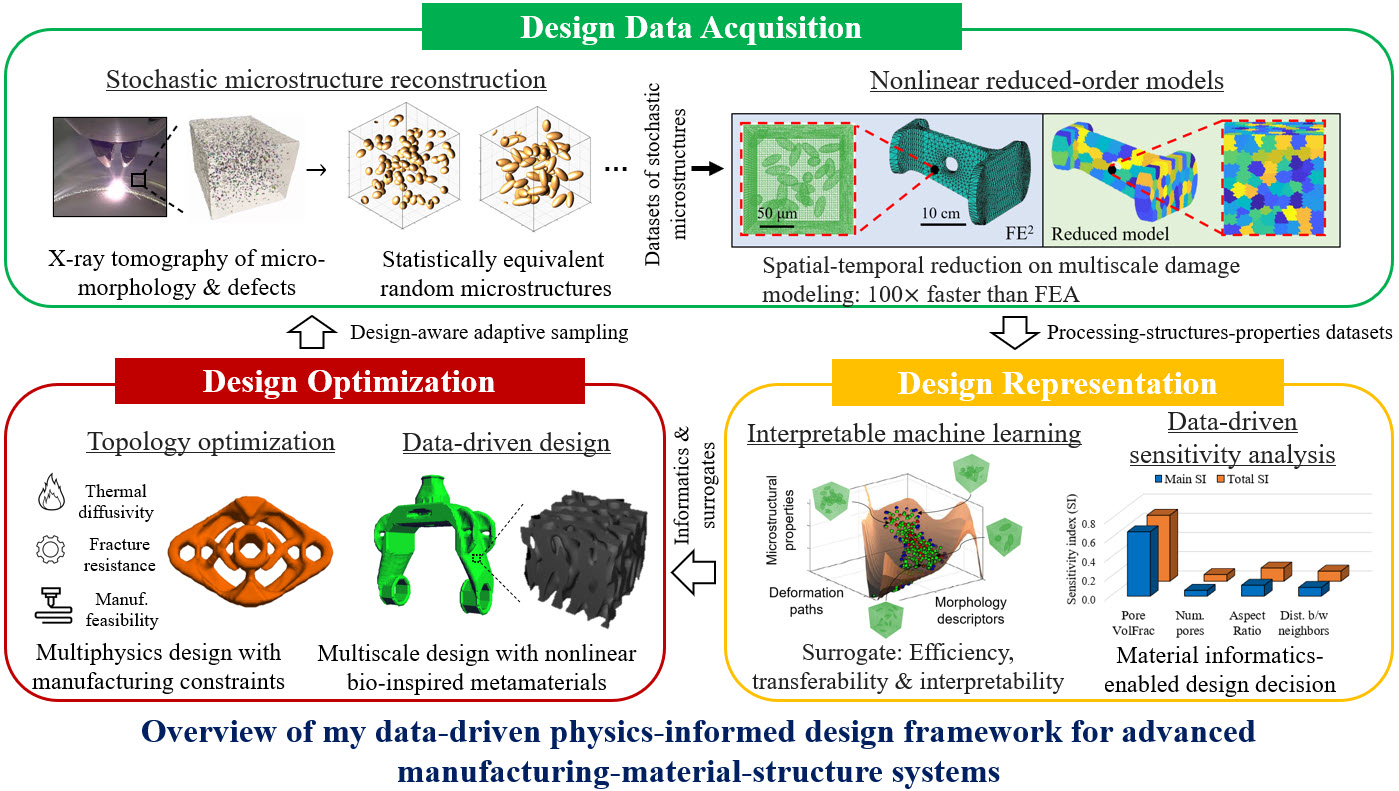 Design Data Acquisition
Stochastic microstructure reconstruction
X-ray tomography of micro-
morphology & defects
Statistically equivalent
random microstructures
...
Datasets of stochastic
microstructures
Nonlinear reduced-order models
50 μm
10 cm
FE²
Reduced model
Spatial-temporal reduction on multiscale damage
modeling: 100× faster than FEA
Design-aware adaptive sampling
Processing-structures-properties datasets
Design Optimization
Topology optimization
Thermal
diffusivity
Fracture
resistance
Manuf.
feasibility
Multiphysics design with
manufacturing constraints
Data-driven design
Multiscale design with nonlinear
bio-inspired metamaterials
Informatics &
surrogates
Design Representation
Interpretable machine learning
Microstructural
properties
Deformation
paths
Morphology
descriptors
Surrogate: Efficiency,
transferability & interpretability
Data-driven
sensitivity analysis
Main SI
Total SI
Sensitivity index (SI)
0.8
0.6
0.4
0.2
0.0
Pore
VolFrac
Num.
pores
Aspect
Ratio
Dist. b/w
neighbors
Material informatics-
enabled design decision
Overview of my data-driven physics-informed design framework for advanced
manufacturing-material-structure systems